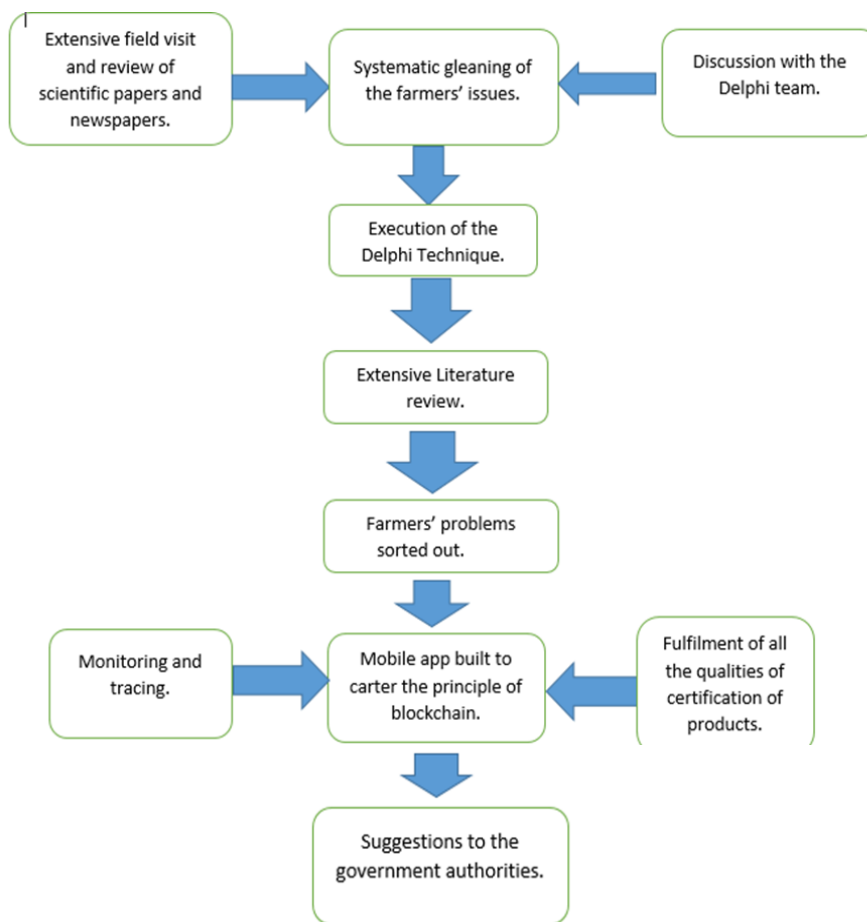 Extensive field visit
and review of
scientific papers and
newspapers.
Systematic gleaning of
the farmers’ issues.
Discussion with the
Delphi team.
Execution of the
Delphi Technique.
Extensive Literature
review.
Farmers’ problems
sorted out.
Monitoring and
tracing.
Mobile app built to
carter the principle of
blockchain.
Fulfilment of all
the qualities of
certification of
products.
Suggestions to the
government authorities.